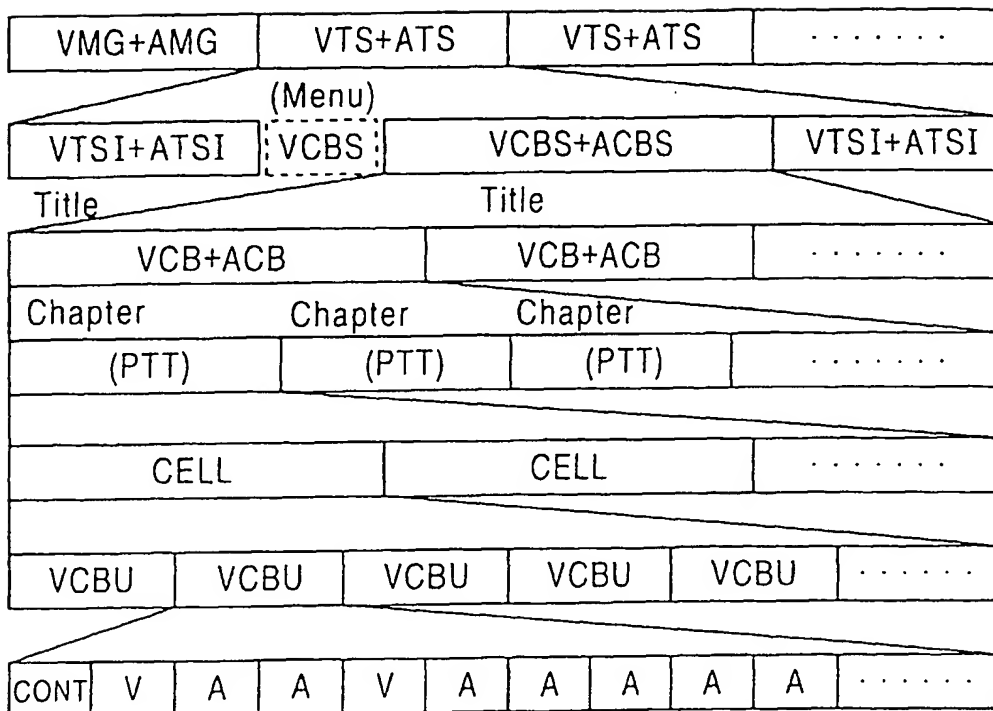 VMG+AMG VTS+ATS VTS+ATS .......
(Menu)
VTSI+ATSI VCBS VCBS+ACBS VTSI+ATSI
Title Title
VCB+ACB VCB+ACB .......
Chapter Chapter Chapter
(PTT) (PTT) (PTT) .......
CELL CELL .......
VCBU VCBU VCBU VCBU VCBU ......
CONT V A A V A A A A A ......